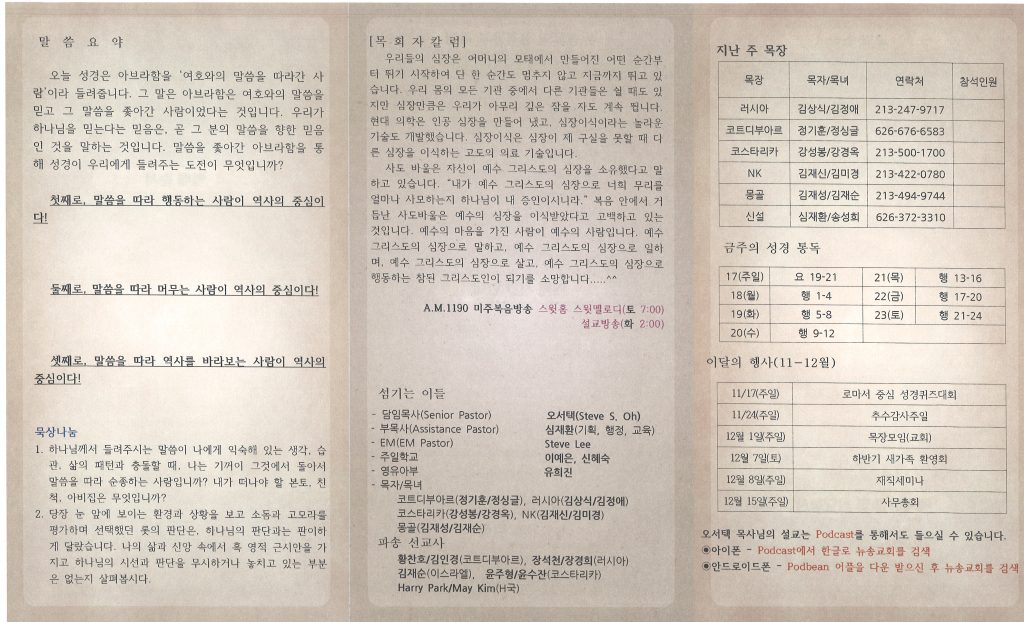 말 씀 요 약
오늘 성경은 아브라함을 '여호와의 말씀을 따라간 사
람'이라 들려줍니다. 그 말은 아브라함은 여호와의 말씀을
믿고 그 말씀을 좇아간 사람이었다는 것입니다. 우리가
하나님을 믿는다는 믿음은, 곧 그 분의 말씀을 향한 믿음
인 것을 말하는 것입니다. 말씀을 좇아간 아브라함을 통
해 성경이 우리에게 들려주는 도전이 무엇입니까?
첫째로, 말씀을 따라 행동하는 사람이 역사의 중심이
다!
둘째로, 말씀을 따라 머무는 사람이 역사의 중심이다!
셋째로, 말씀을 따라 역사를 바라보는 사람이 역사의
중심이다!
묵상나눔
1. 하나님께서 들려주시는 말씀이 나에게 익숙해 있는 생각, 습
관, 삶의 패턴과 충돌할 때, 나는 기꺼이 그것에서 돌아서
말씀을 따라 순종하는 사람입니까? 내가 떠나야 할 본토, 친
척, 아비집은 무엇입니까?
2. 당장 눈 앞에 보이는 환경과 상황을 보고 소돔과 고모라를
평가하며 선택했던 롯의 판단은, 하나님의 판단과는 판이하
게 달랐습니다. 나의 삶과 신앙 속에서 혹 영적 근시안을 가
지고 하나님의 시선과 판단을 무시하거나 놓치고 있는 부분
은 없는지 살펴봅시다.
[목 회 자 칼 럼]
우리들의 심장은 어머니의 모태에서 만들어진 어떤 순간부
터 뛰기 시작하여 단 한 순간도 멈추지 않고 지금까지 뛰고 있
습니다. 우리 몸의 모든 기관 중에서 다른 기관들은 쉴 때도 있
지만 심장만큼은 우리가 아무리 깊은 잠을 자도 계속 뜁니다.
현대 의학은 인공 심장을 만들어 냈고, 심장이식이라는 놀라운
기술도 개발했습니다. 심장이식은 심장이 제 구실을 못할 때 다
른 심장을 이식하는 고도의 의료 기술입니다.
사도 바울은 자신이 예수 그리스도의 심장을 소유했다고 말
하고 있습니다. "내가 예수 그리스도의 심장으로 너희 무리를
얼마나 사모하는지 하나님이 내 증인이시니라." 복음 안에서 거
듭난 사도바울은 예수의 심장을 이식받았다고 고백하고 있는
것입니다. 예수의 마음을 가진 사람이 예수의 사람입니다. 예수
그리스도의 심장으로 말하고, 예수 그리스도의 심장으로 일하
며, 예수 그리스도의 심장으로 살고, 예수 그리스도의 심장으로
행동하는 참된 그리스도인이 되기를 소망합니다.....^^
A.M.1190 미주복음방송 스윗홈 스윗멜로디(토 7:00)
설교방송(화 2:00)
섬기는 이들
- 담임목사(Senior Pastor) 오서택(Steve S. Oh)
- 부목사(Assistance Pastor) 심재환(기획, 행정, 교육)
- EM(EM Pastor) Steve Lee
- 주일학교 이예은, 신혜숙
- 영유아부 유희진
- 목자/목녀
코트디부아르(정기훈/정싱글), 러시아(김상식/김정애)
코스타리카(강성봉/강경옥), NK(김재신/김미경)
몽골(김재성/김재순)
파송 선교사
황찬호/김인경(코트디부아르), 장석천/장경희(러시아)
김재순(이스라엘), 윤주형/윤수잔(코스타리카)
Harry Park/May Kim(H국)
지난 주 목장
목장 목자/목녀 연락처 참석인원
러시아 김상식/김정애 213-247-9717
코트디부아르 정기훈/정싱글 626-676-6583
코스타리카 강성봉/강경옥 213-500-1700
NK 김재신/김미경 213-422-0780
몽골 김재성/김재순 213-494-9744
신설 심재환/송성희 626-372-3310
금주의 성경 통독
17(주일) 요 19-21 21(목) 행 13-16
18(월) 행 1-4 22(금) 행 17-20
19(화) 행 5-8 23(토) 행 21-24
20(수) 행 9-12
이달의 행사(11-12월)
11/17(주일) 로마서 중심 성경퀴즈대회
11/24(주일) 추수감사주일
12월 1일(주일) 목장모임(교회)
12월 7일(토) 하반기 새가족 환영회
12월 8일(주일) 제직세미나
12월 15일(주일) 사무총회
오서택 목사님의 설교는 Podcast를 통해서도 들으실 수 있습니다.
◉아이폰 - Podcast에서 한글로 뉴송교회를 검색
◉안드로이드폰 - Podbean 어플을 다운 받으신 후 뉴송교회를 검색